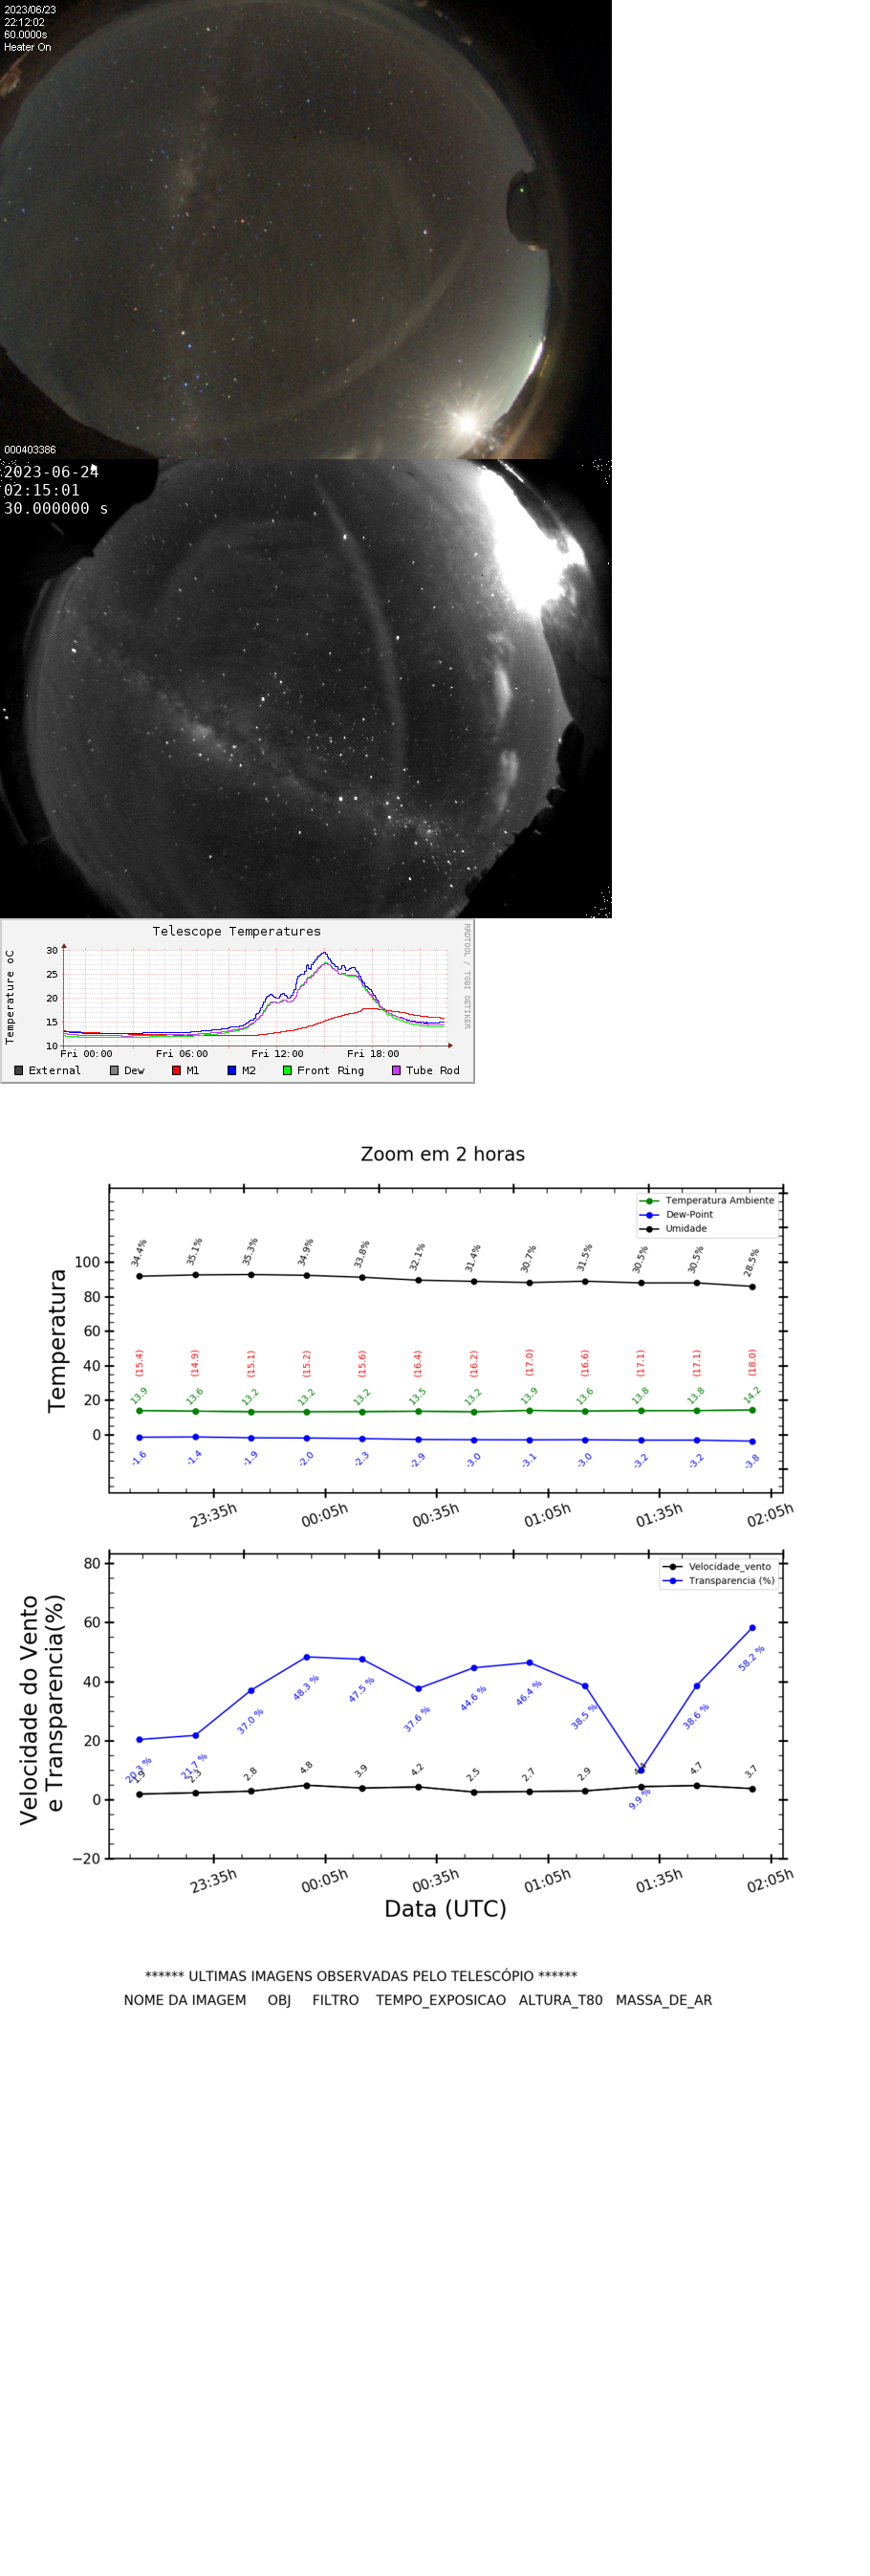 2023/06/23
22:12:02
60.0000s
Heater On
000403386
2023-06-24
02:15:01
30.000000 s
Telescope Temperatures
RRDTOOL / TOBI OETIKER
Temperature oC
30
25
20
15
10
Fri 00:00 Fri 06:00 Fri 12:00 Fri 18:00
External Dew M1 M2 Front Ring Tube Rod
Zoom em 2 horas
Temperatura Ambiente
Dew-Point
Umidade
Temperatura
100
80
60
40
20
0
34.4% 35.1% 35.3% 34.9% 33.8% 32.1% 31.4% 30.7% 31.5% 30.5% 30.5% 28.5%
(15.4) (14.9) (15.1) (15.2) (15.6) (16.4) (16.2) (17.0) (16.6) (17.1) (17.1) (18.0)
13.9 13.6 13.2 13.2 13.2 13.5 13.2 13.9 13.6 13.8 13.8 14.2
-1.6 -1.4 -1.9 -2.0 -2.3 -2.9 -3.0 -3.1 -3.0 -3.2 -3.2 -3.8
23:35h 00:05h 00:35h 01:05h 01:35h 02:05h
Velocidade_vento
Transparencia (%)
Velocidade do Vento
e Transparencia(%)
80
60
40
20
0
−20
20.3 % 21.7 % 37.0 % 48.3 % 47.5 % 37.6 % 44.6 % 46.4 % 38.5 % 9.9 % 38.6 % 58.2 %
1.9 2.3 2.8 4.8 3.9 4.2 2.5 2.7 2.9 4.7 3.7
23:35h 00:05h 00:35h 01:05h 01:35h 02:05h
Data (UTC)
****** ULTIMAS IMAGENS OBSERVADAS PELO TELESCÓPIO ******
NOME DA IMAGEM OBJ FILTRO TEMPO_EXPOSICAO ALTURA_T80 MASSA_DE_AR